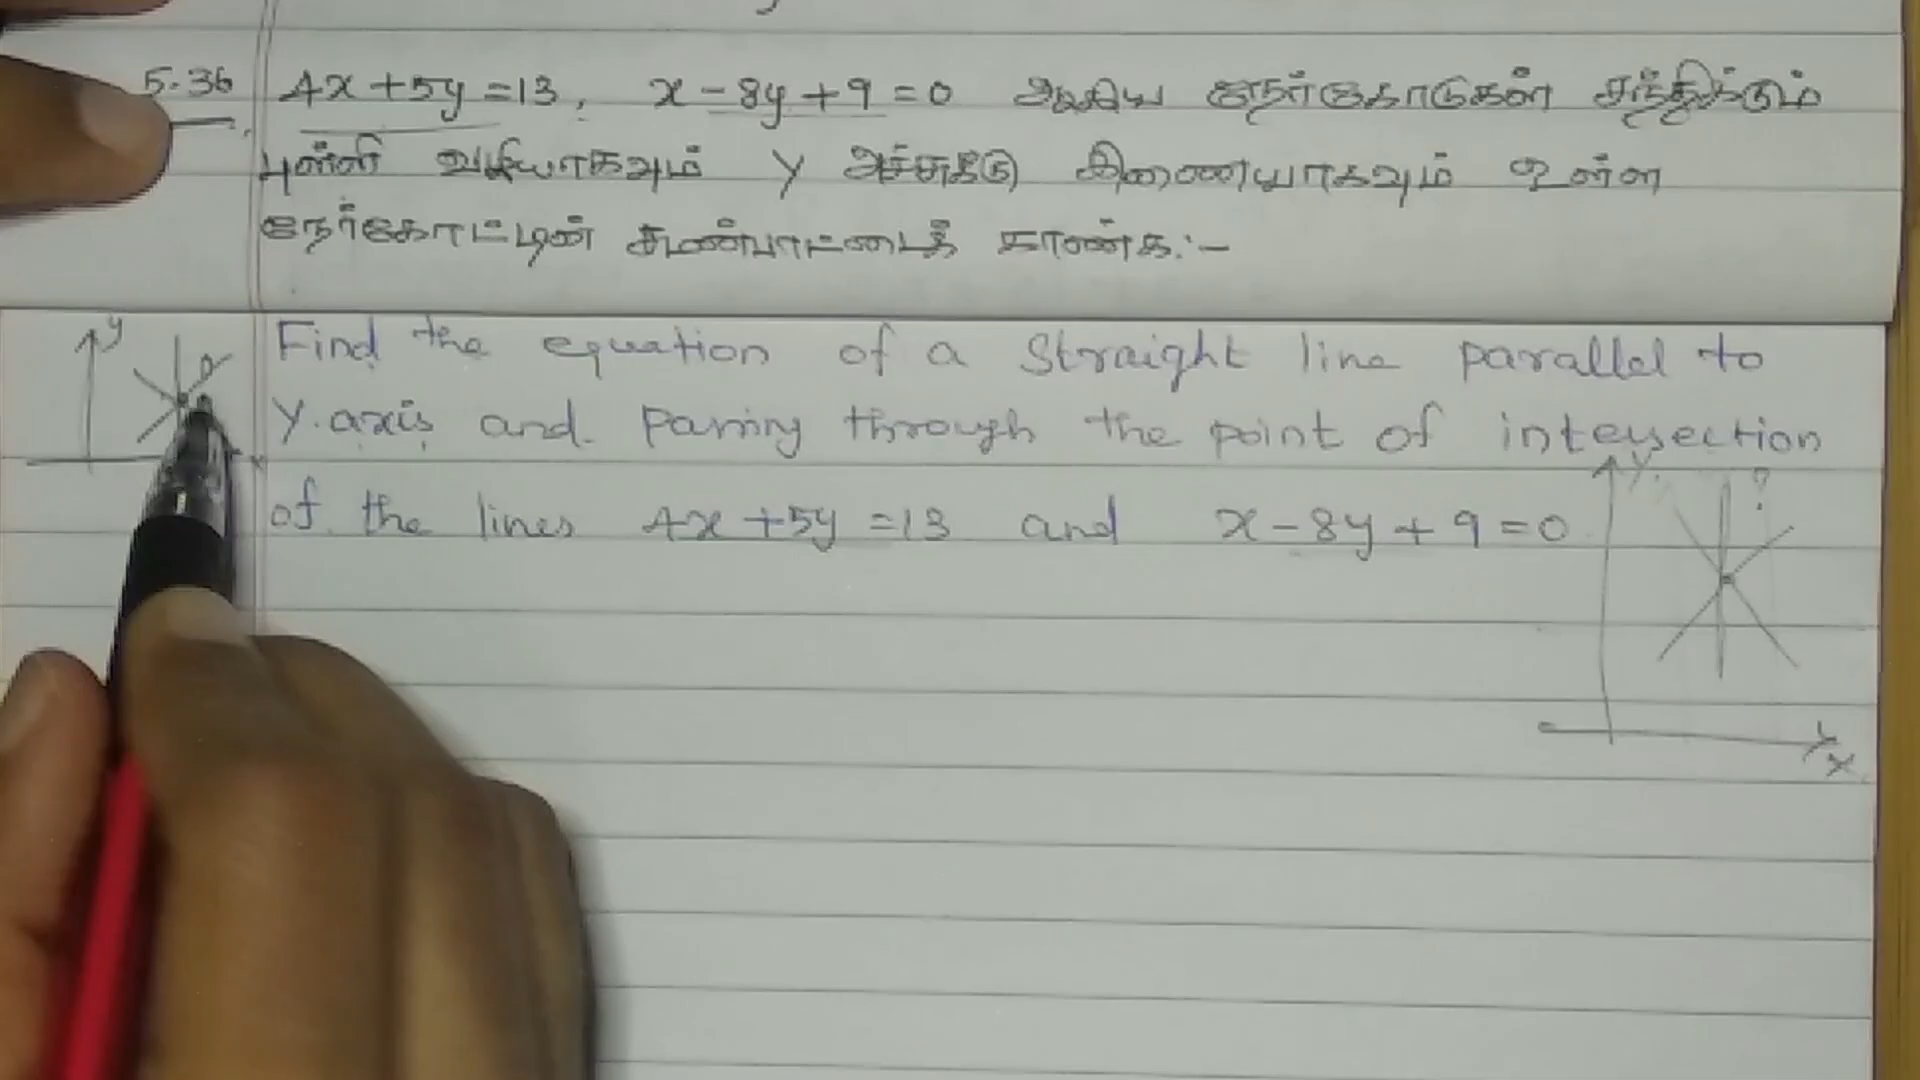 5.36 4x + 5y = 13, x - 8y + 9 = 0 ஆகிய நேர்கோடுகள் சந்திக்கும்
புள்ளி வழியாகவும் Y அச்சுக்கு இணையாகவும் உள்ள
நேர்கோட்டின் சமன்பாட்டைக் காண்க:-
y
Find the equation of a straight line parallel to
Y.axis and Passing through the point of intersection
of the lines 4x + 5y = 13 and x - 8y + 9 = 0
y ?
x